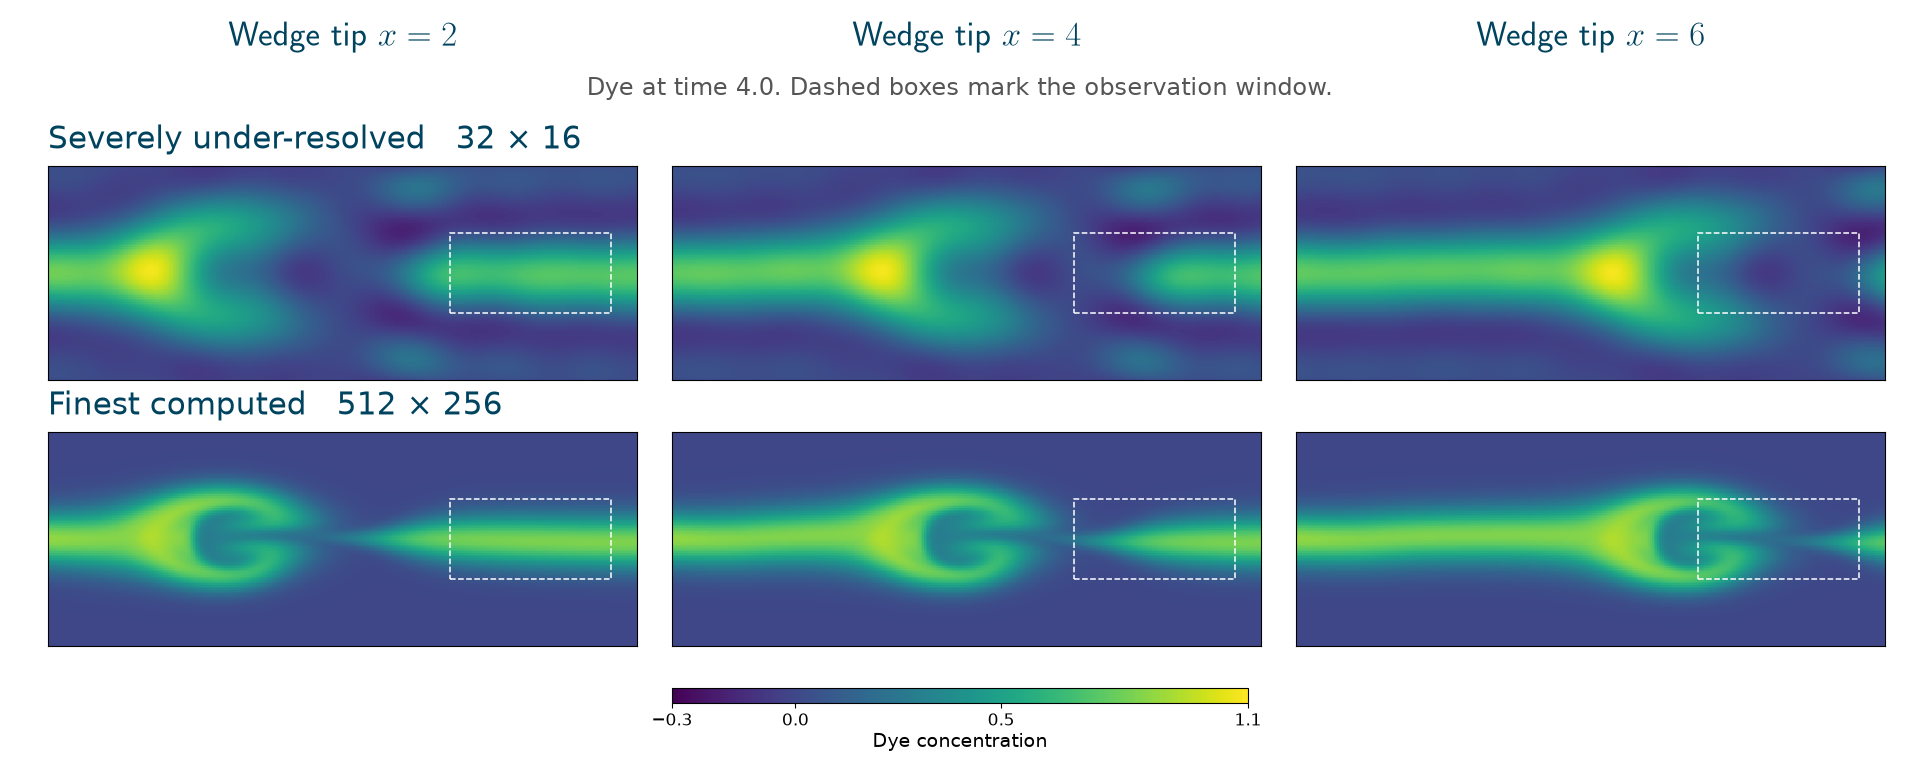 Wedge tip x = 2
Wedge tip x = 4
Wedge tip x = 6
Dye at time 4.0. Dashed boxes mark the observation window.
Severely under-resolved 32 × 16
Finest computed 512 × 256
−0.3 0.0 0.5 1.1
Dye concentration